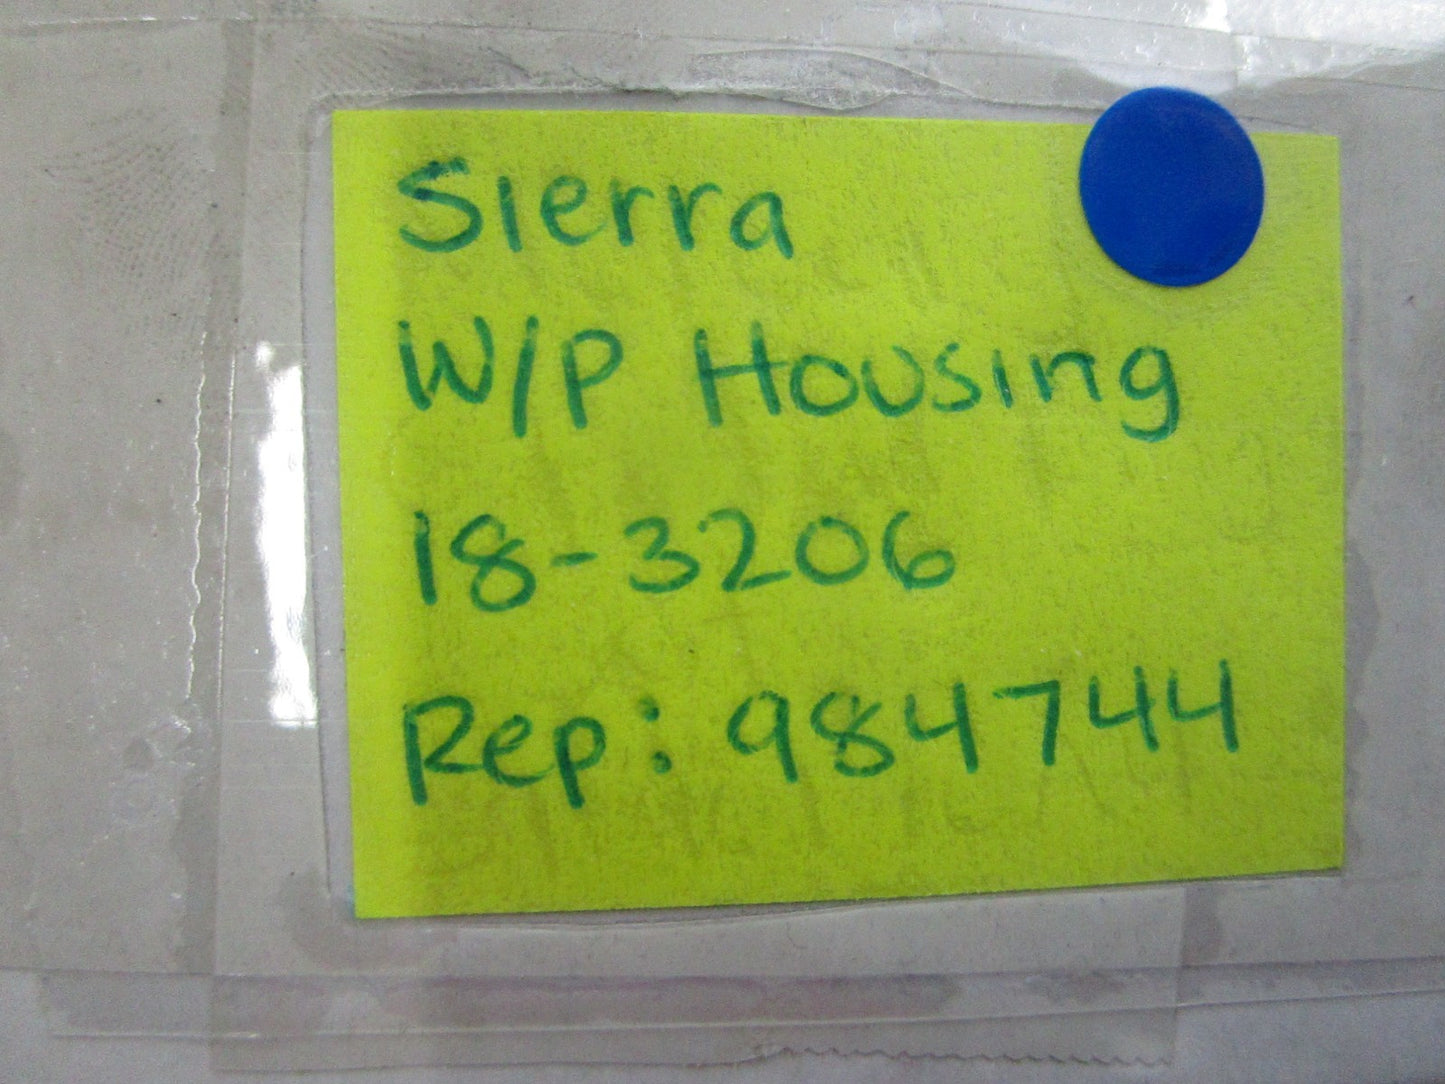 Sierra
W/P Housing
18-3206
Rep: 984744